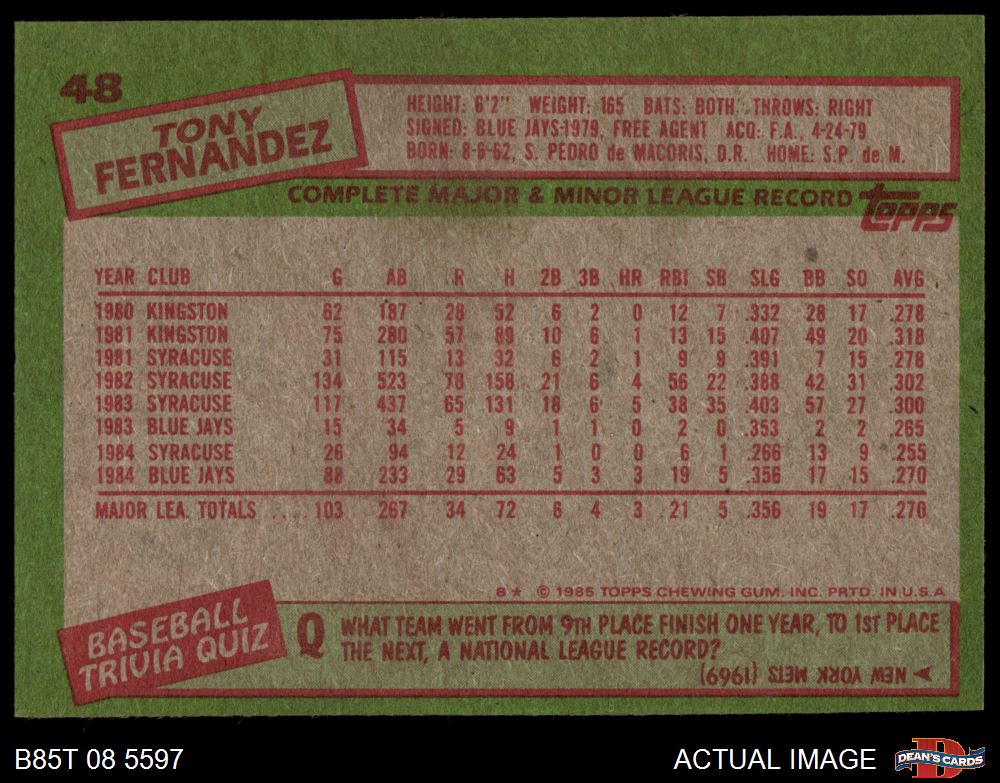 48
TONY
FERNANDEZ
HEIGHT: 6'2" WEIGHT: 165 BATS: BOTH THROWS: RIGHT
SIGNED: BLUE JAYS-1979, FREE AGENT ACQ: F.A., 4-24-79
BORN: 8-6-62, S. PEDRO de MACORIS, D.R. HOME: S.P. de M.
COMPLETE MAJOR & MINOR LEAGUE RECORD topps
YEAR CLUB G AB R H 2B 3B HR RBI SB SLG BB SO AVG
1980 KINGSTON 62 187 28 52 6 2 0 12 7 .332 28 17 .278
1981 KINGSTON 75 280 57 89 10 6 1 13 15 .407 49 20 .318
1981 SYRACUSE 31 115 13 32 6 2 1 9 9 .391 7 15 .278
1982 SYRACUSE 134 523 78 158 21 6 4 56 22 .388 42 31 .302
1983 SYRACUSE 117 437 65 131 18 6 5 38 35 .403 57 27 .300
1983 BLUE JAYS 15 34 5 9 1 1 0 2 0 .353 2 2 .265
1984 SYRACUSE 26 94 12 24 1 0 0 6 1 .266 13 9 .255
1984 BLUE JAYS 88 233 29 63 5 3 3 19 5 .356 17 15 .270
MAJOR LEA. TOTALS ..... 103 267 34 72 6 4 3 21 5 .356 19 17 .270
8★ © 1985 TOPPS CHEWING GUM, INC. PRTD. IN U.S.A
BASEBALL
TRIVIA QUIZ
Q WHAT TEAM WENT FROM 9TH PLACE FINISH ONE YEAR, TO 1ST PLACE
THE NEXT, A NATIONAL LEAGUE RECORD?
➤ NEW YORK METS (1969)
B85T 08 5597
ACTUAL IMAGE
D
DEAN'S CARDS